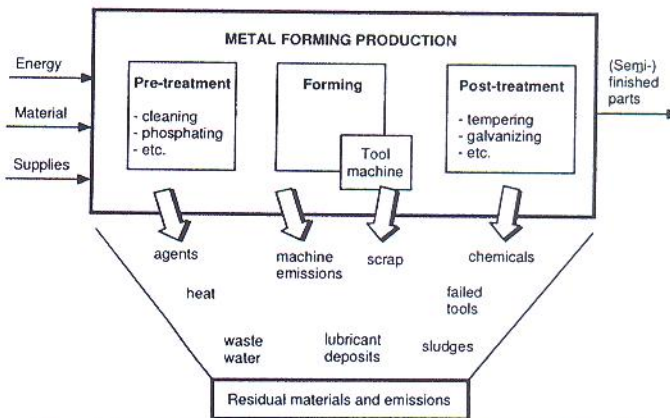 METAL FORMING PRODUCTION
Energy
Material
Supplies
Pre-treatment
- cleaning
- phosphating
- etc.
Forming
Tool
machine
Post-treatment
- tempering
- galvanizing
- etc.
(Semi-)
finished
parts
agents
machine
emissions
scrap
chemicals
heat
failed
tools
waste
water
lubricant
deposits
sludges
Residual materials and emissions